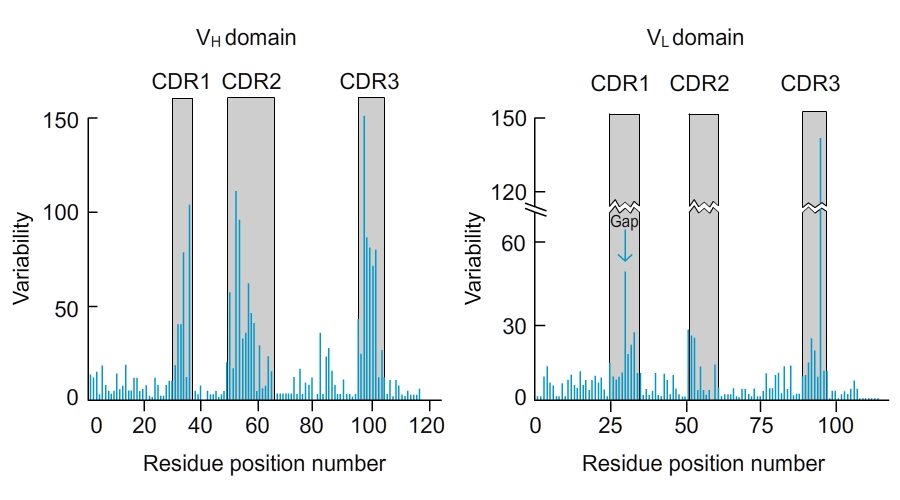 VH domain
CDR1 CDR2 CDR3
150
100
50
0
Variability
0 20 40 60 80 100 120
Residue position number
VL domain
CDR1 CDR2 CDR3
150
120
Gap
60
30
0
Variability
0 25 50 75 100
Residue position number